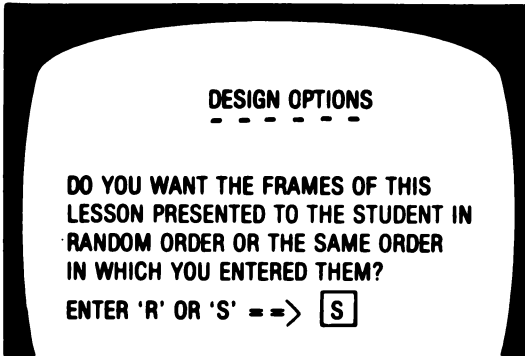 DESIGN OPTIONS
DO YOU WANT THE FRAMES OF THIS
LESSON PRESENTED TO THE STUDENT IN
RANDOM ORDER OR THE SAME ORDER
IN WHICH YOU ENTERED THEM?
ENTER 'R' OR 'S' ==> S